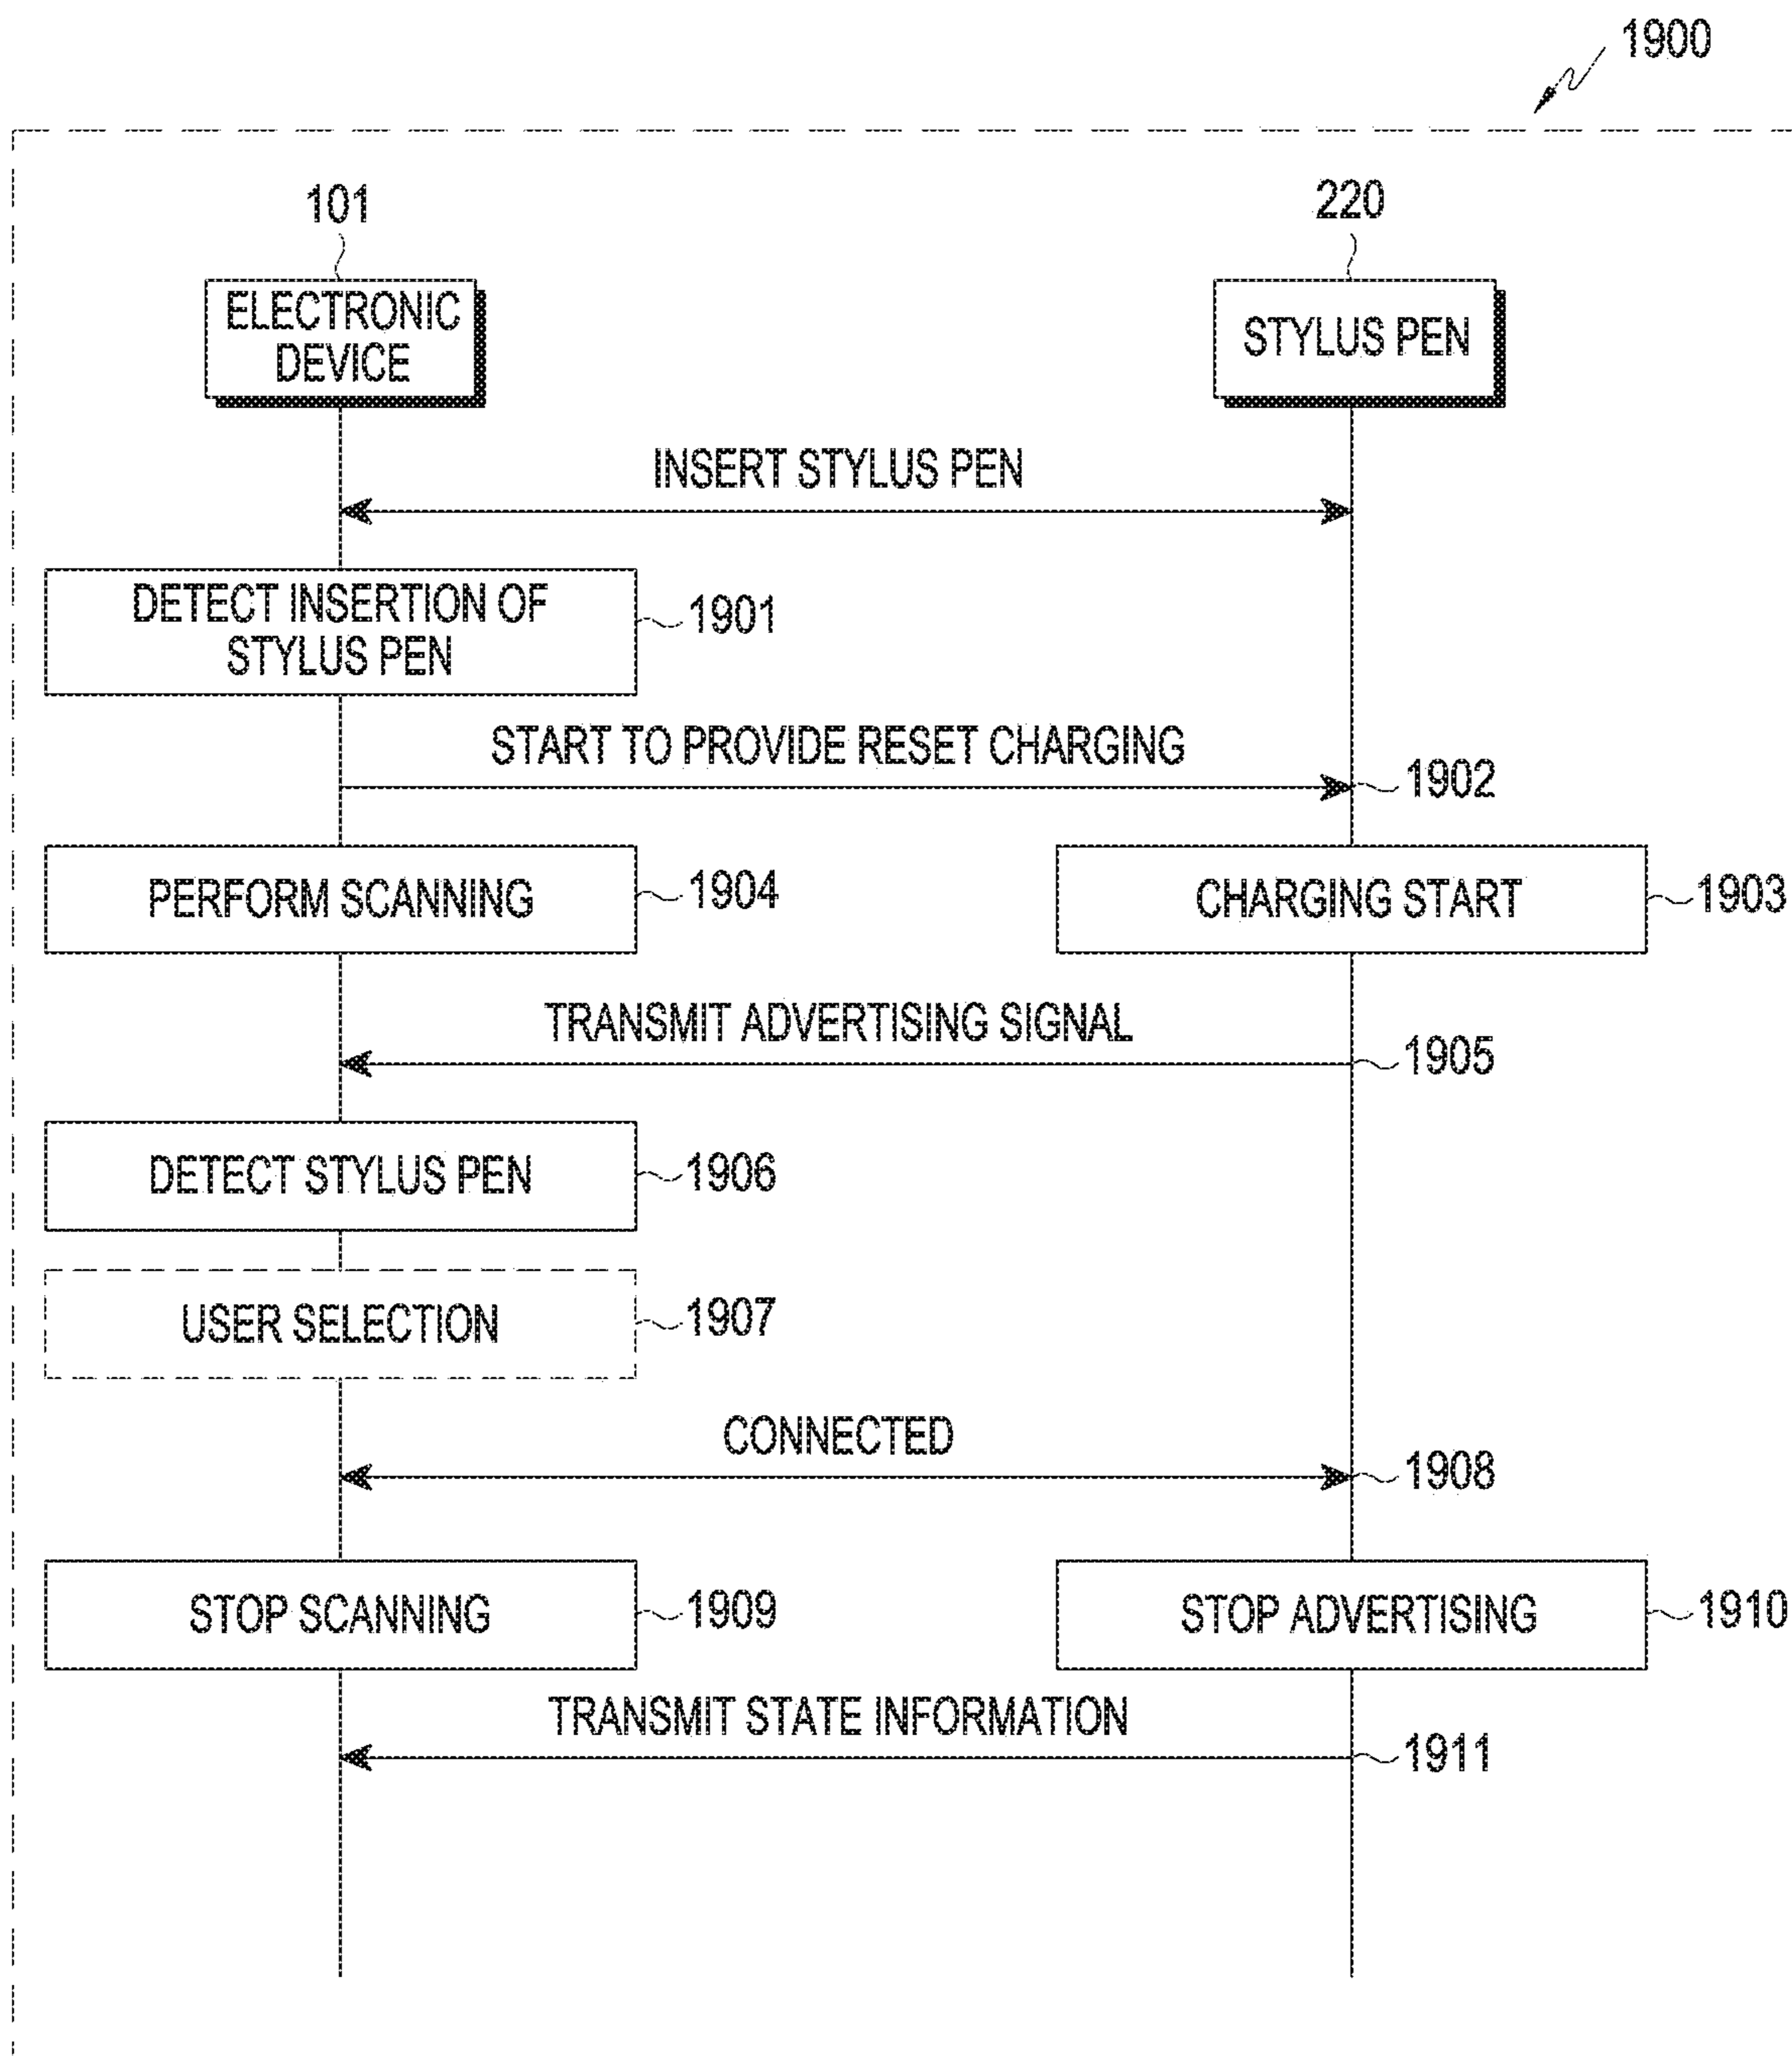 1900
101
220
ELECTRONIC
DEVICE
STYLUS PEN
INSERT STYLUS PEN
DETECT INSERTION OF
STYLUS PEN
1901
START TO PROVIDE RESET CHARGING
1902
PERFORM SCANNING
1904
CHARGING START
1903
TRANSMIT ADVERTISING SIGNAL
1905
DETECT STYLUS PEN
1906
USER SELECTION
1907
CONNECTED
1908
STOP SCANNING
1909
STOP ADVERTISING
1910
TRANSMIT STATE INFORMATION
1911